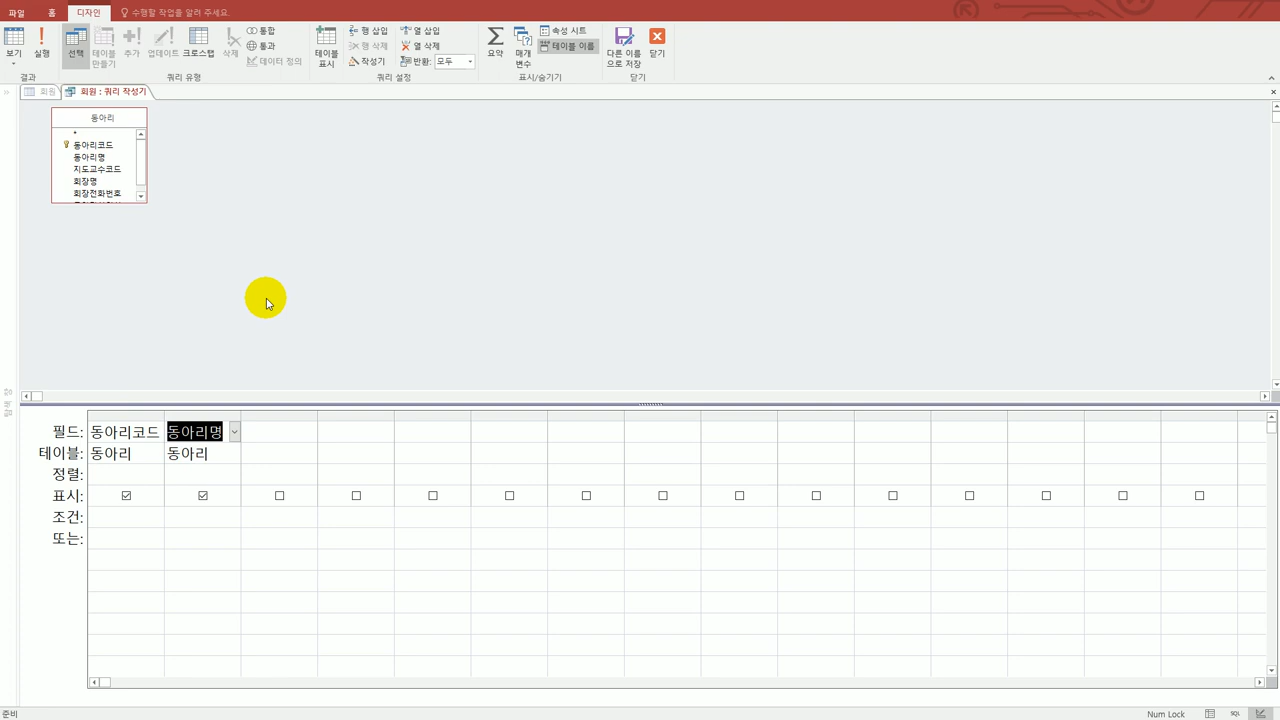 파일 홈 디자인 수행할 작업을 알려 주세요.
보기 실행 선택 테이블 만들기 추가 업데이트 크로스탭 삭제 통합 통과 데이터 정의 테이블 표시 행 삽입 행 삭제 작성기 열 삽입 열 삭제 반환: 모두 요약 매개 변수 속성 시트 테이블 이름 다른 이름으로 저장 닫기
결과 쿼리 유형 쿼리 설정 표시/숨기기 닫기
회원 회원 : 쿼리 작성기
동아리
*
동아리코드
동아리명
지도교수코드
회장명
회장전화번호
필드: 동아리코드 동아리명
테이블: 동아리 동아리
정렬:
표시:
조건:
또는:
준비 Num Lock SQL